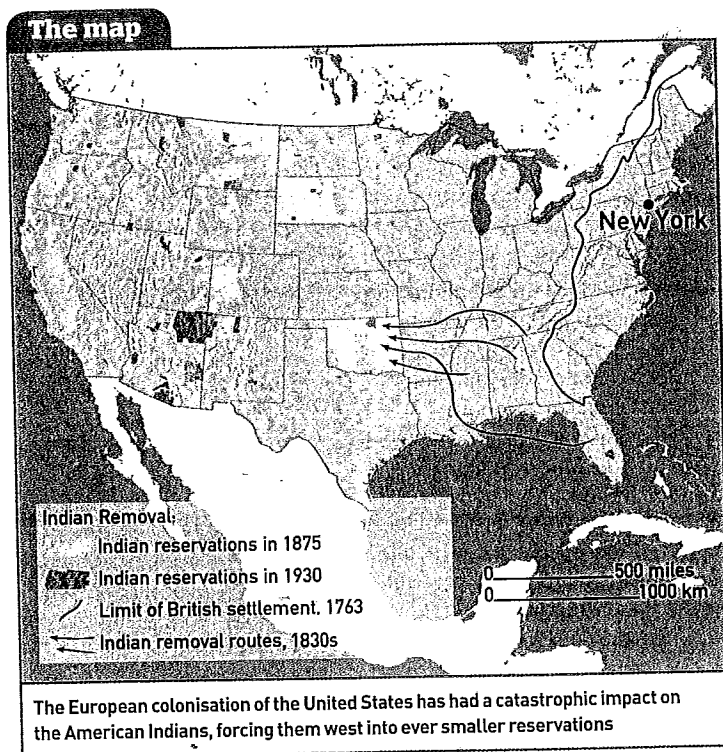 The map
New York
Indian Removal:
Indian reservations in 1875
Indian reservations in 1930
Limit of British settlement, 1763
Indian removal routes, 1830s
0 500 miles
0 1000 km
The European colonisation of the United States has had a catastrophic impact on
the American Indians, forcing them west into ever smaller reservations